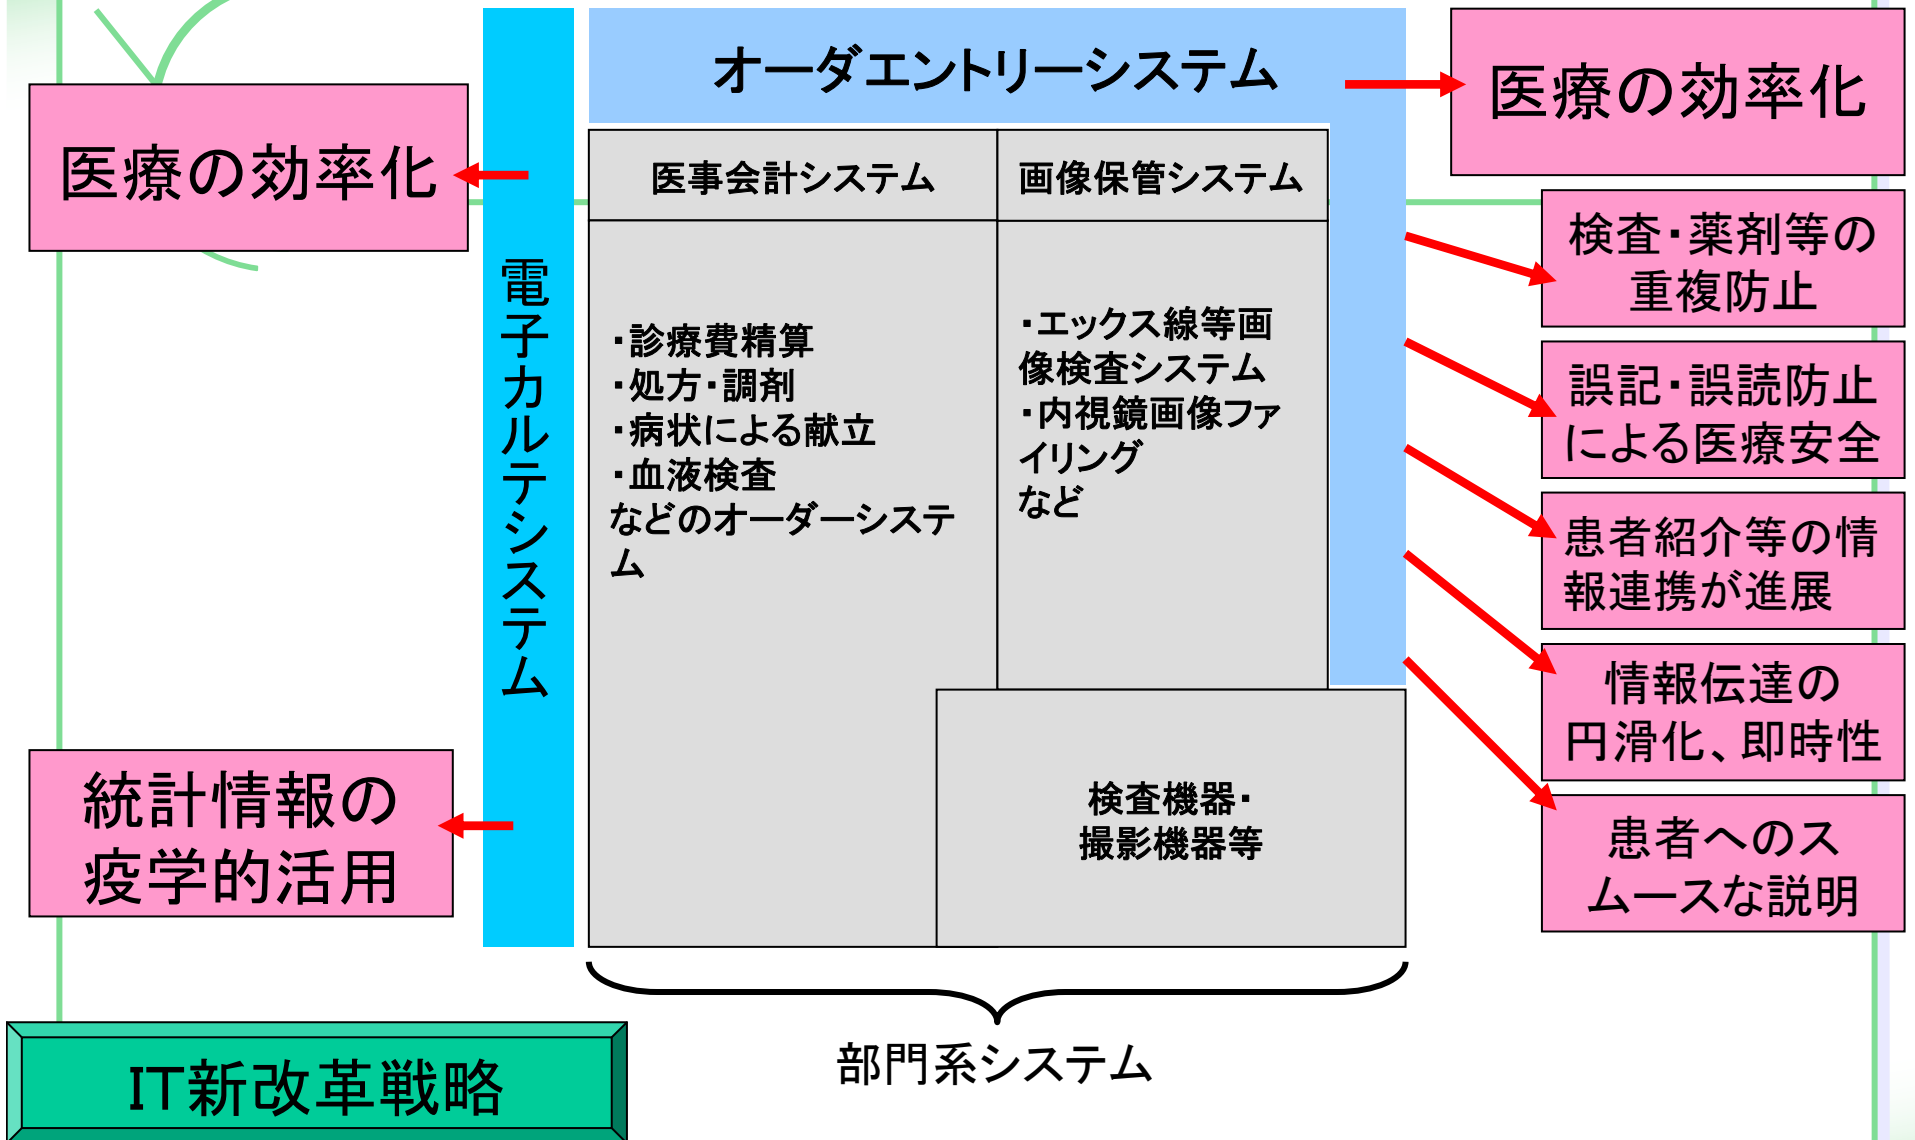 オーダエントリーシステム
医療の効率化
医療の効率化
医事会計システム
画像保管システム
電子カルテシステム
・診療費精算
・処方・調剤
・病状による献立
・血液検査
などのオーダーシステ
ム
・エックス線等画
像検査システム
・内視鏡画像ファ
イリング
など
検査・薬剤等の
重複防止
誤記・誤読防止
による医療安全
患者紹介等の情
報連携が進展
情報伝達の
円滑化、即時性
患者へのス
ムースな説明
統計情報の
疫学的活用
検査機器・
撮影機器等
部門系システム
IT新改革戦略